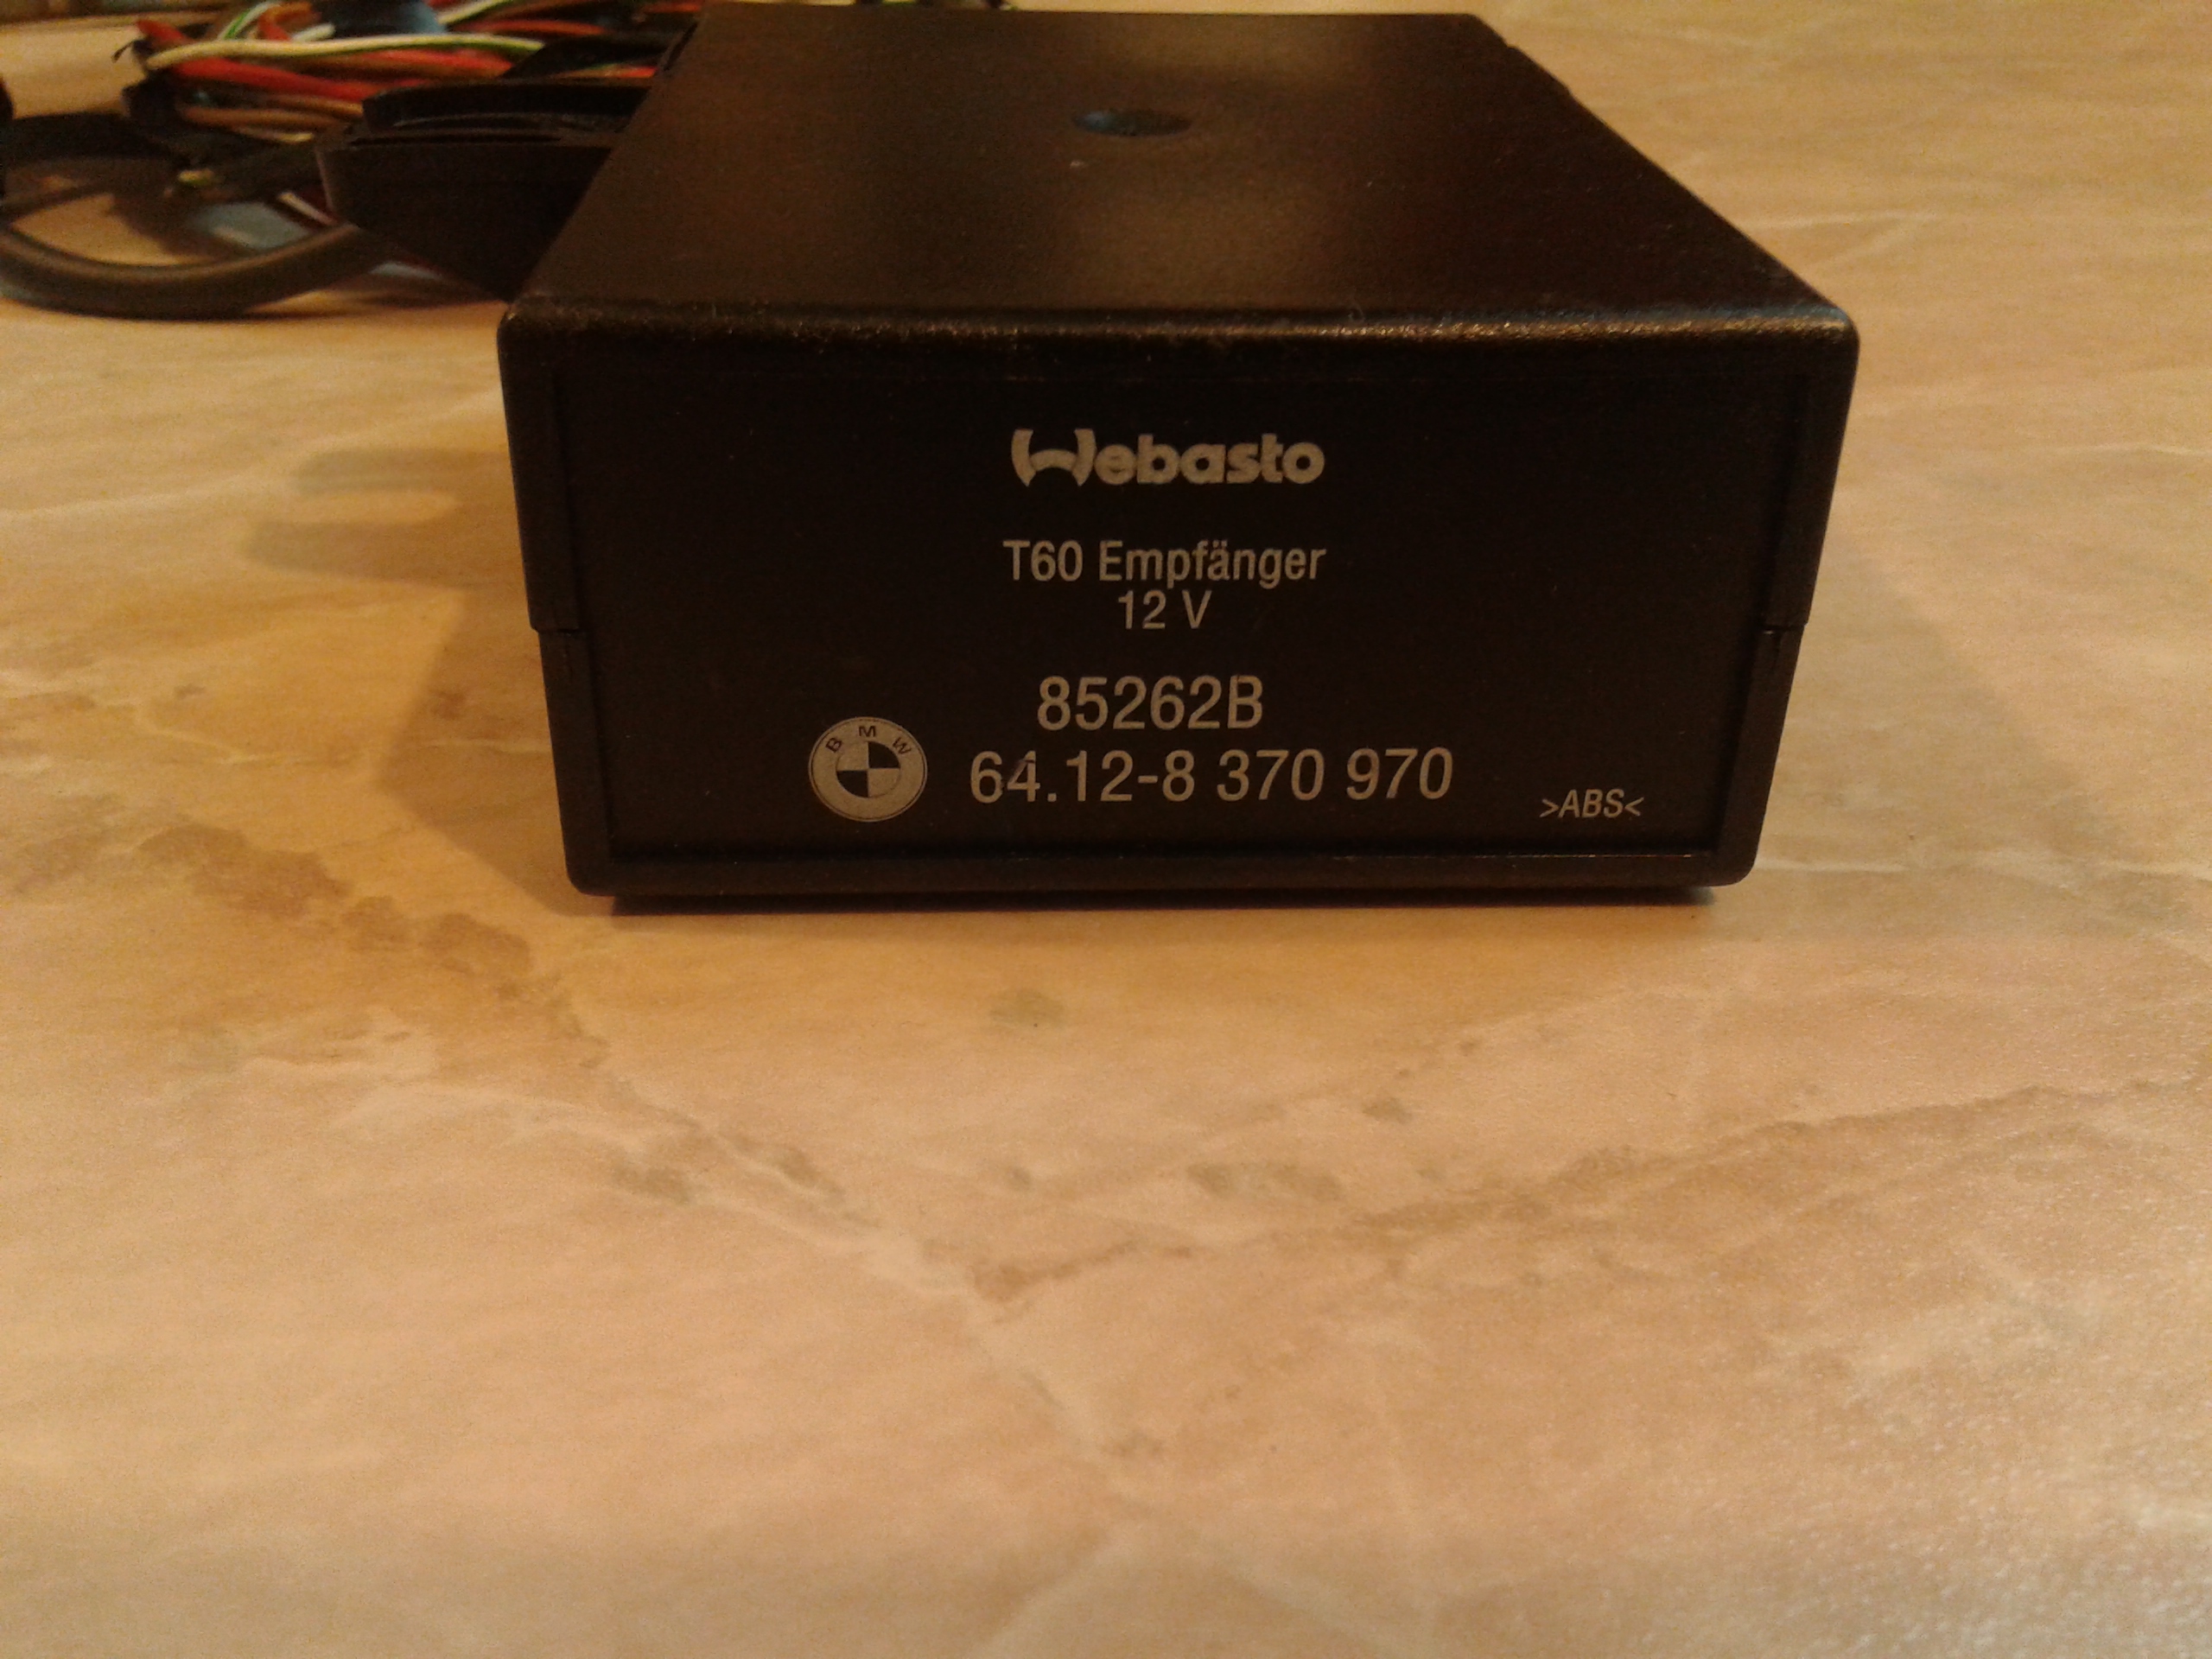 Webasto
T60 Empfänger
12 V
85262B
BMW
64.12-8 370 970
>ABS<